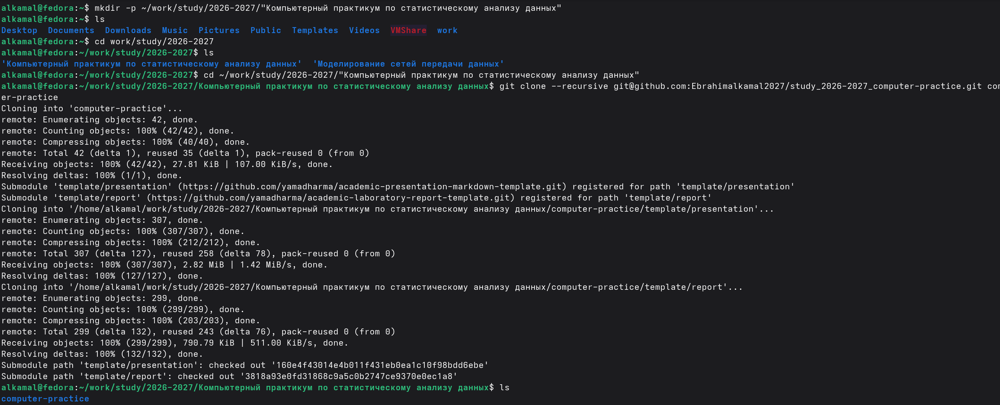 alkamal@fedora:~$ mkdir -p ~/work/study/2026-2027/"Компьютерный практикум по статистическому анализу данных"
alkamal@fedora:~$ ls
Desktop  Documents  Downloads  Music  Pictures  Public  Templates  Videos  VMShare  work
alkamal@fedora:~$ cd work/study/2026-2027
alkamal@fedora:~/work/study/2026-2027$ ls
'Компьютерный практикум по статистическому анализу данных'  'Моделирование сетей передачи данных'
alkamal@fedora:~/work/study/2026-2027$ cd ~/work/study/2026-2027/"Компьютерный практикум по статистическому анализу данных"
alkamal@fedora:~/work/study/2026-2027/Компьютерный практикум по статистическому анализу данных$ git clone --recursive git@github.com:Ebrahimalkamal2027/study_2026-2027_computer-practice.git com
er-practice
Cloning into 'computer-practice'...
remote: Enumerating objects: 42, done.
remote: Counting objects: 100% (42/42), done.
remote: Compressing objects: 100% (40/40), done.
remote: Total 42 (delta 1), reused 35 (delta 1), pack-reused 0 (from 0)
Receiving objects: 100% (42/42), 27.81 KiB | 107.00 KiB/s, done.
Resolving deltas: 100% (1/1), done.
Submodule 'template/presentation' (https://github.com/yamadharma/academic-presentation-markdown-template.git) registered for path 'template/presentation'
Submodule 'template/report' (https://github.com/yamadharma/academic-laboratory-report-template.git) registered for path 'template/report'
Cloning into '/home/alkamal/work/study/2026-2027/Компьютерный практикум по статистическому анализу данных/computer-practice/template/presentation'...
remote: Enumerating objects: 307, done.
remote: Counting objects: 100% (307/307), done.
remote: Compressing objects: 100% (212/212), done.
remote: Total 307 (delta 127), reused 258 (delta 78), pack-reused 0 (from 0)
Receiving objects: 100% (307/307), 2.82 MiB | 1.42 MiB/s, done.
Resolving deltas: 100% (127/127), done.
Cloning into '/home/alkamal/work/study/2026-2027/Компьютерный практикум по статистическому анализу данных/computer-practice/template/report'...
remote: Enumerating objects: 299, done.
remote: Counting objects: 100% (299/299), done.
remote: Compressing objects: 100% (203/203), done.
remote: Total 299 (delta 132), reused 243 (delta 76), pack-reused 0 (from 0)
Receiving objects: 100% (299/299), 790.79 KiB | 511.00 KiB/s, done.
Resolving deltas: 100% (132/132), done.
Submodule path 'template/presentation': checked out '160e4f43014e4b011f431eb0ea1c10f98bdd6ebe'
Submodule path 'template/report': checked out '3818a93e0fd31868c9a5c0b2747ce9370e0ec1a8'
alkamal@fedora:~/work/study/2026-2027/Компьютерный практикум по статистическому анализу данных$ ls
computer-practice